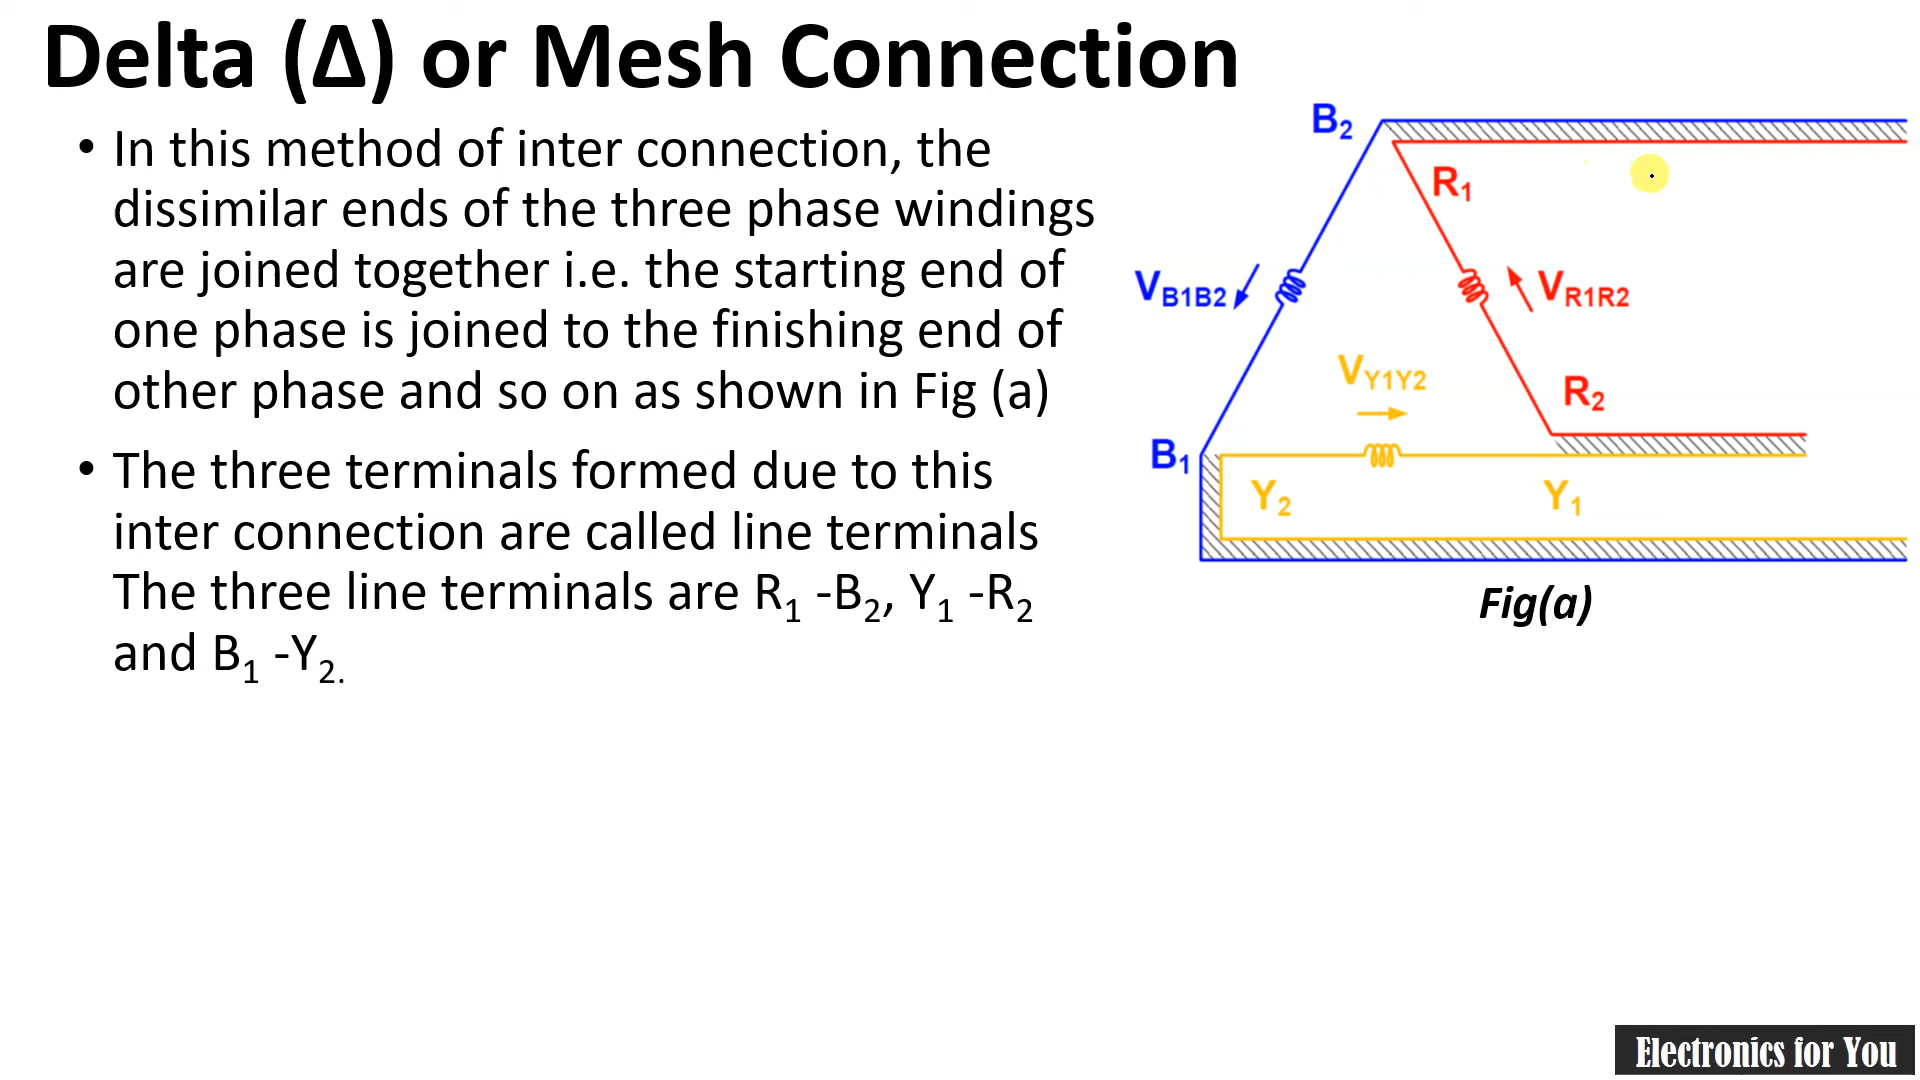 Delta (Δ) or Mesh Connection
• In this method of inter connection, the
dissimilar ends of the three phase windings
are joined together i.e. the starting end of
one phase is joined to the finishing end of
other phase and so on as shown in Fig (a)
• The three terminals formed due to this
inter connection are called line terminals
The three line terminals are R₁ -B₂, Y₁ -R₂
and B₁ -Y₂.
B₂
R₁
V_B1B2
V_R1R2
V_Y1Y2
R₂
B₁
Y₂
Y₁
Fig(a)
Electronics for You